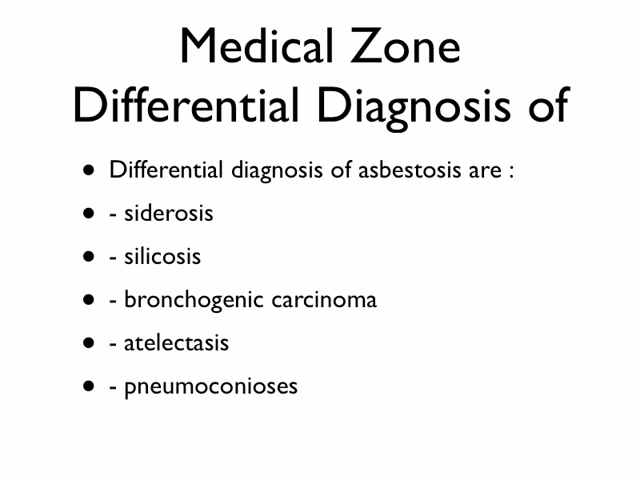 Medical Zone
Differential Diagnosis of
• Differential diagnosis of asbestosis are :
• - siderosis
• - silicosis
• - bronchogenic carcinoma
• - atelectasis
• - pneumoconioses